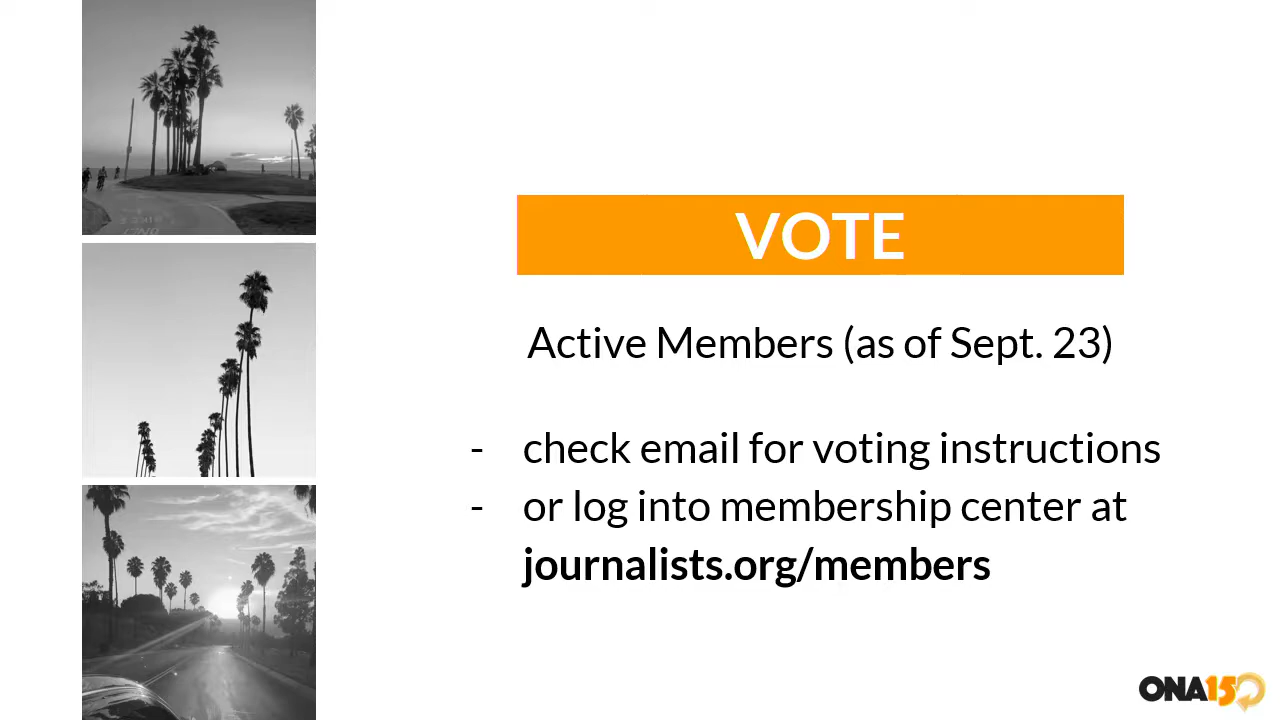 VOTE
Active Members (as of Sept. 23)
- check email for voting instructions
- or log into membership center at
journalists.org/members
ONA15